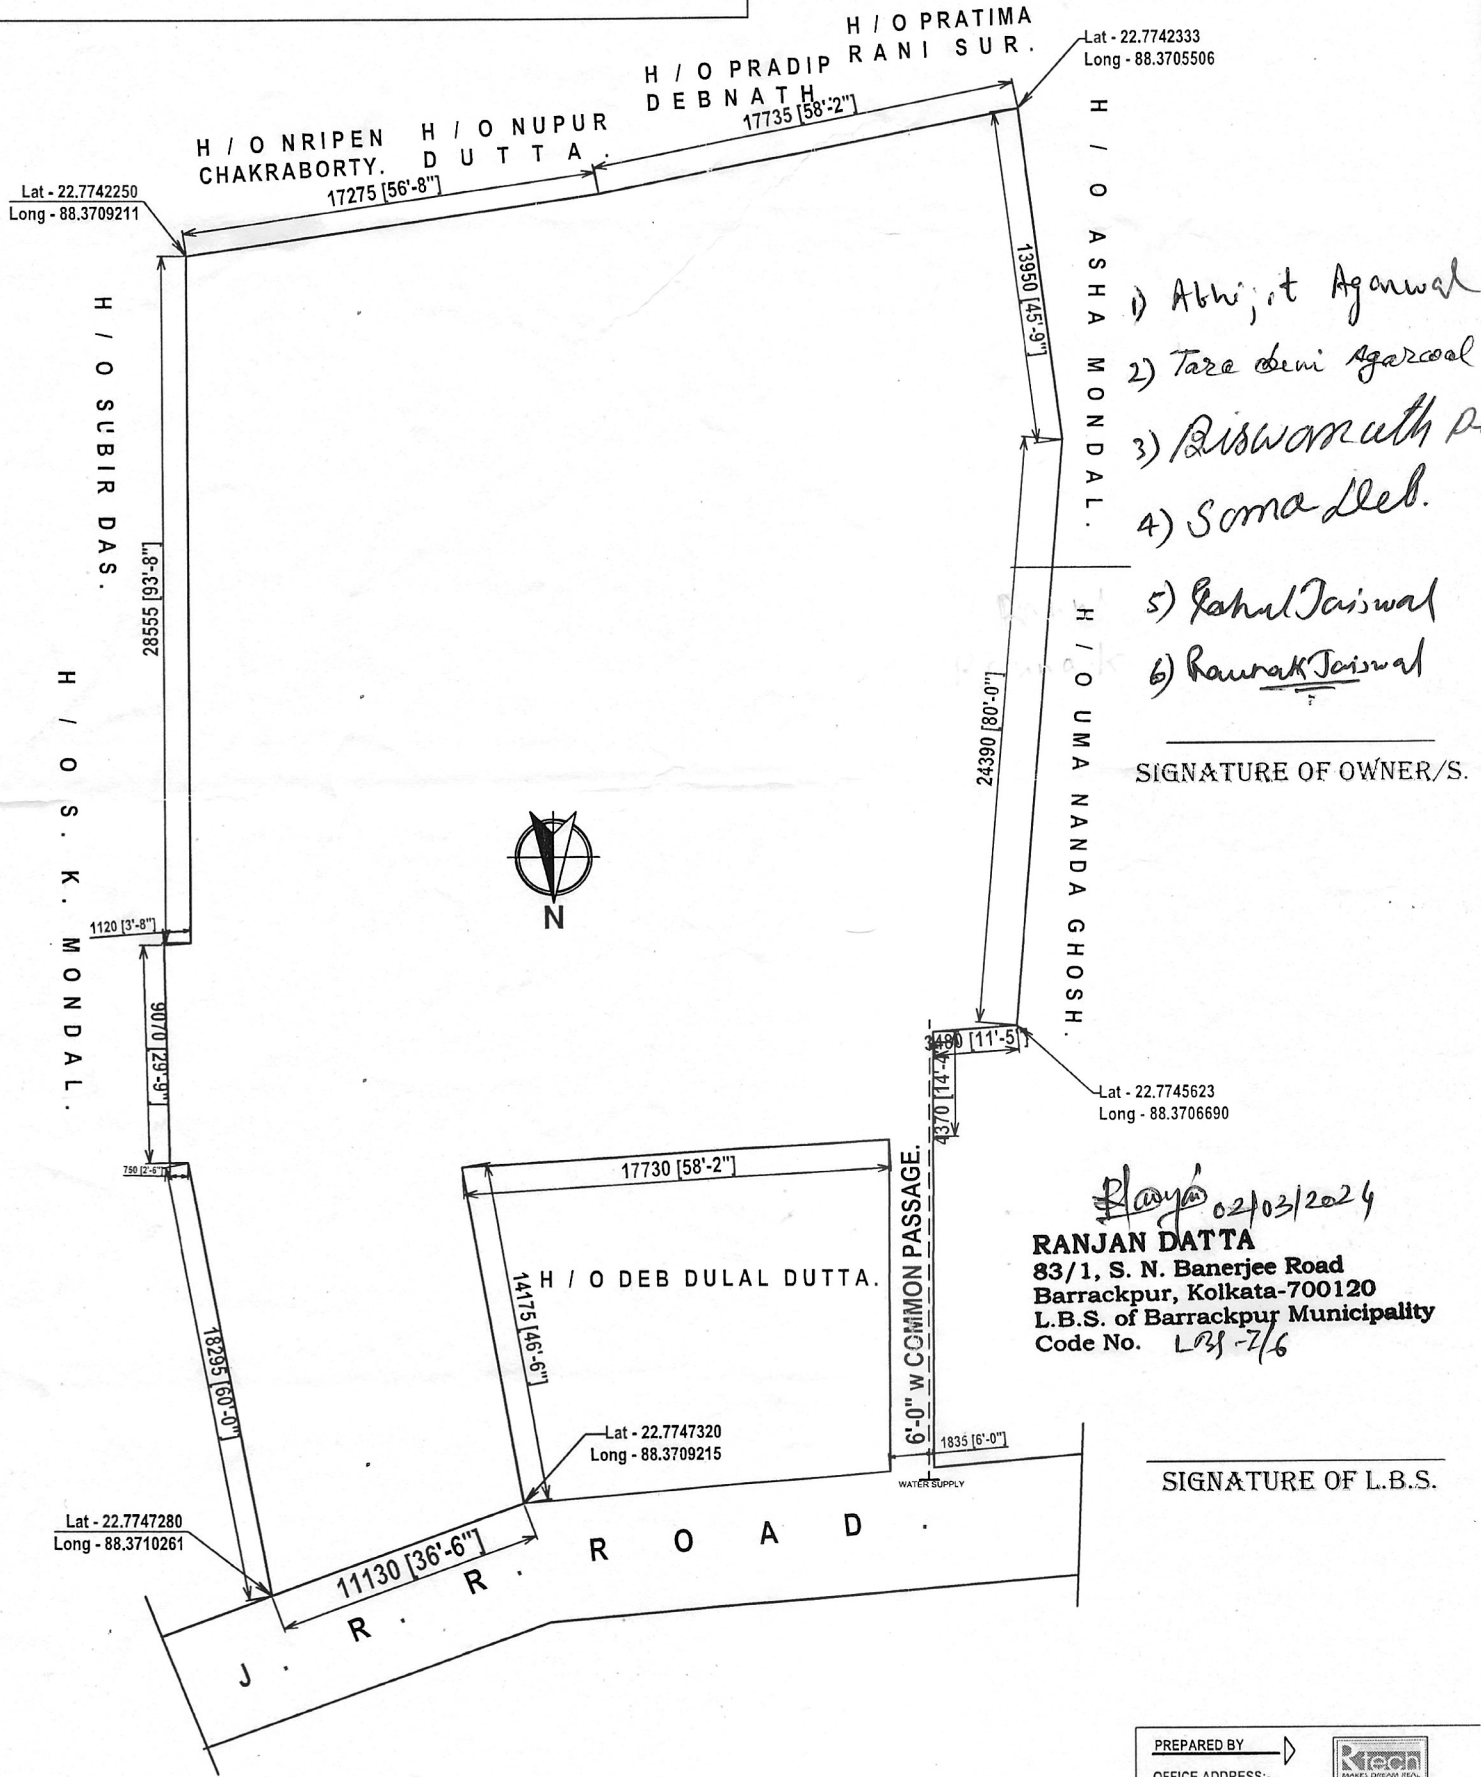 H / O PRATIMA
RANI SUR.
Lat - 22.7742333
Long - 88.3705506
H / O PRADIP
DEBNATH.
17735 [58'-2"]
H / O NRIPEN
CHAKRABORTY.
H / O NUPUR
DUTTA.
17275 [56'-8"]
Lat - 22.7742250
Long - 88.3709211
H / O ASHA MONDAL.
13950 [45'-9"]
H / O SUBIR DAS.
28555 [93'-8"]
1) Abhijit Agarwal
2) Tara devi Agarwal
3) Biswanath
4) Soma Deb.
5) Rahul Jaiswal
6) Raunak Jaiswal
SIGNATURE OF OWNER/S.
H / O UMA NANDA GHOSH.
24390 [80'-0"]
H / O S. K. MONDAL.
N
1120 [3'-8"]
9070 [29'-9"]
3480 [11'-5"]
4370 [14'-4"]
Lat - 22.7745623
Long - 88.3706690
750 [2'-6"]
17730 [58'-2"]
14175 [46'-6"]
H / O DEB DULAL DUTTA.
6'-0" w COMMON PASSAGE.
02/03/2024
RANJAN DATTA
83/1, S. N. Banerjee Road
Barrackpur, Kolkata-700120
L.B.S. of Barrackpur Municipality
Code No. LBS-I/6
18295 [60'-0"]
Lat - 22.7747320
Long - 88.3709215
1835 [6'-0"]
WATER SUPPLY
SIGNATURE OF L.B.S.
Lat - 22.7747280
Long - 88.3710261
11130 [36'-6"]
J. R. R. ROAD.
PREPARED BY
Rtech
MAKES DREAM REAL
OFFICE ADDRESS:-